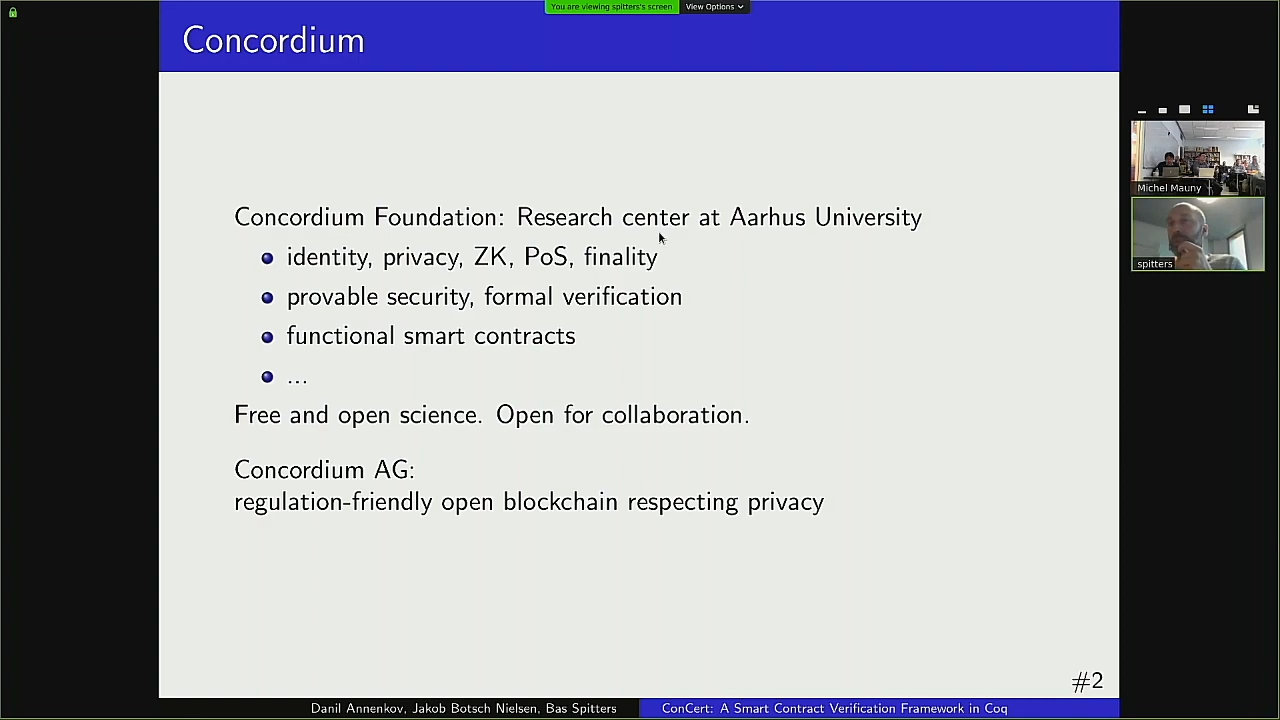 You are viewing spitters's screen
View Options
Concordium
Concordium Foundation: Research center at Aarhus University
identity, privacy, ZK, PoS, finality
provable security, formal verification
functional smart contracts
...
Free and open science. Open for collaboration.
Concordium AG:
regulation-friendly open blockchain respecting privacy
#2
Danil Annenkov, Jakob Botsch Nielsen, Bas Spitters
ConCert: A Smart Contract Verification Framework in Coq
Michel Mauny
spitters